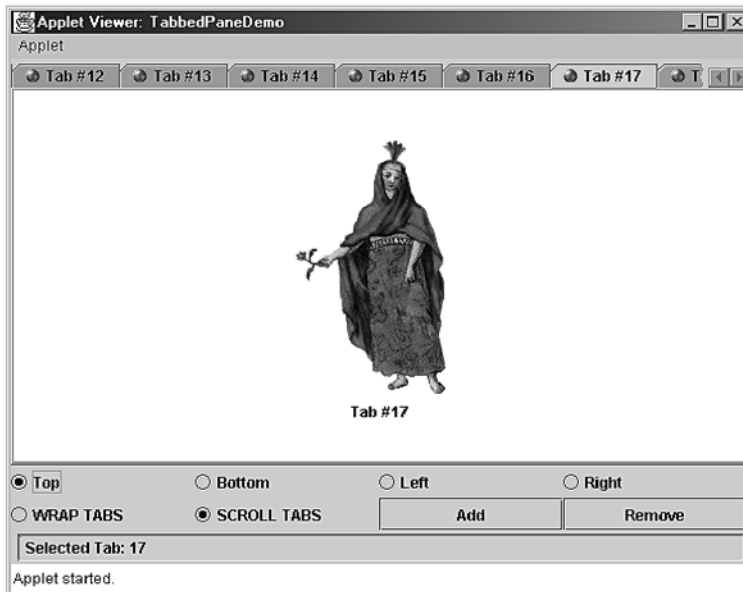 Applet Viewer: TabbedPaneDemo
Applet
Tab #12 Tab #13 Tab #14 Tab #15 Tab #16 Tab #17 T
Tab #17
Top Bottom Left Right
WRAP TABS SCROLL TABS Add Remove
Selected Tab: 17
Applet started.